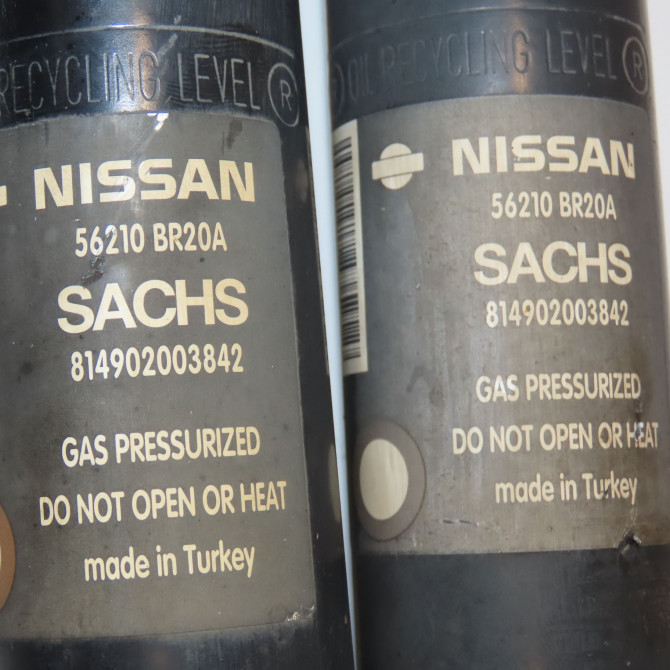 RECYCLING LEVEL ®
NISSAN
56210 BR20A
SACHS
814902003842
GAS PRESSURIZED
DO NOT OPEN OR HEAT
made in Turkey
OIL RECYCLING LEVEL ®
NISSAN
56210 BR20A
SACHS
814902003842
GAS PRESSURIZED
DO NOT OPEN OR HEAT
made in Turkey